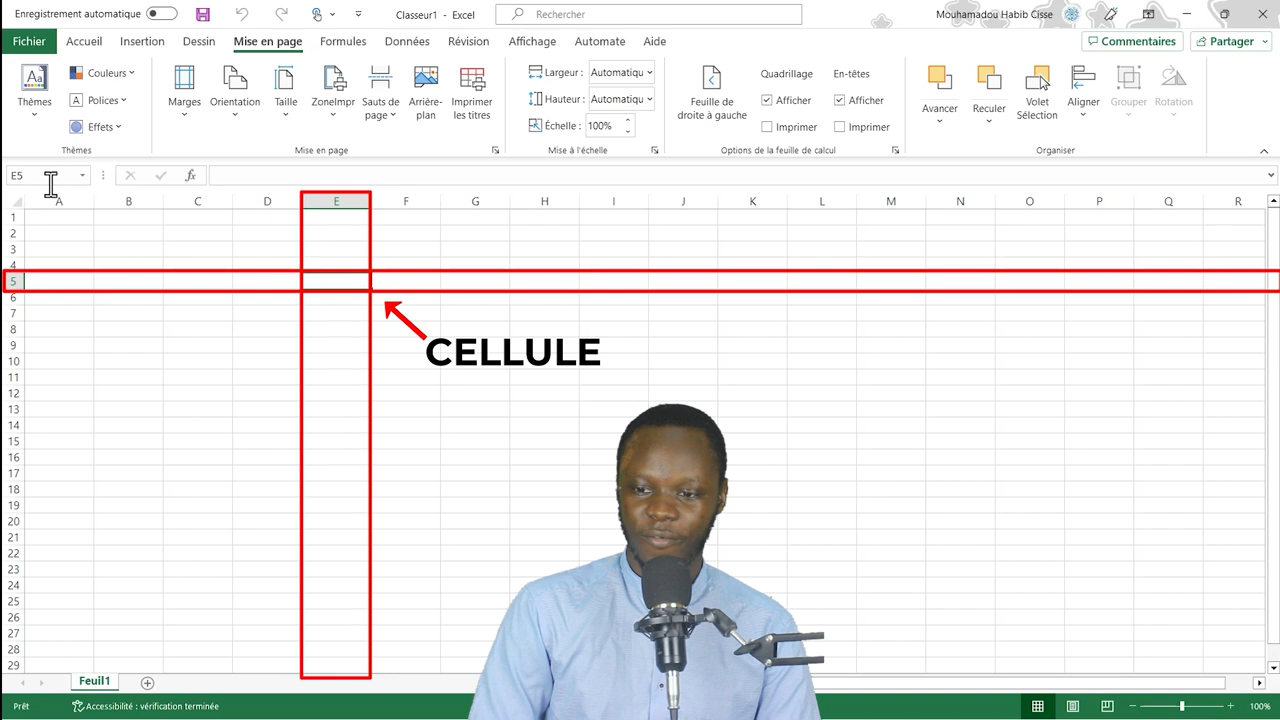 Enregistrement automatique
Classeur1 - Excel
Rechercher
Mouhamadou Habib Cisse
Fichier Accueil Insertion Dessin Mise en page Formules Données Révision Affichage Automate Aide
Commentaires
Partager
Thèmes
Couleurs
Polices
Effets
Thèmes
Marges
Orientation
Taille
ZoneImpr
Sauts de page
Arrière-plan
Imprimer les titres
Mise en page
Largeur : Automatiqu
Hauteur : Automatiqu
Échelle : 100%
Mise à l'échelle
Feuille de droite à gauche
Quadrillage
Afficher
Imprimer
En-têtes
Afficher
Imprimer
Options de la feuille de calcul
Avancer
Reculer
Volet Sélection
Aligner
Grouper
Rotation
Organiser
E5
fx
A B C D E F G H I J K L M N O P Q R
1
2
3
4
5
6
7
8
9
10
11
12
13
14
15
16
17
18
19
20
21
22
23
24
25
26
27
28
29
CELLULE
Feuil1
Prêt
Accessibilité : vérification terminée
100%